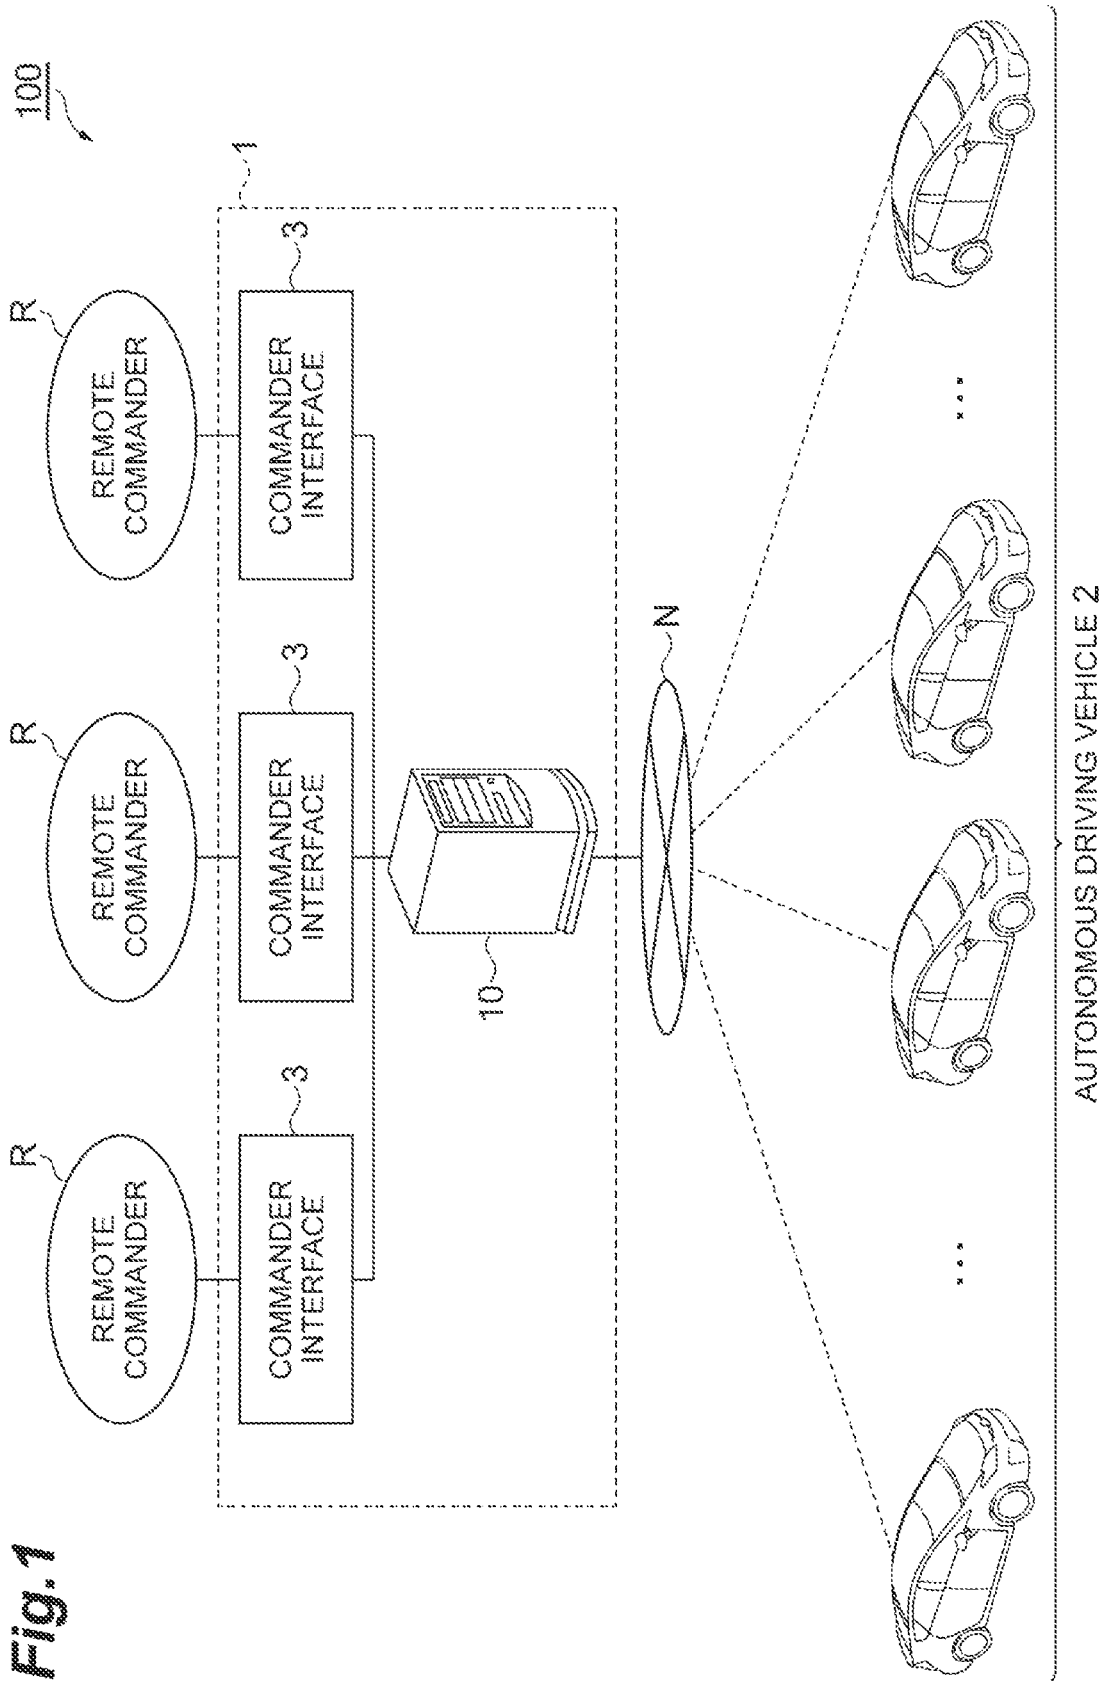 Fig.1
100
R
R
R
REMOTE
COMMANDER
REMOTE
COMMANDER
REMOTE
COMMANDER
1
3
3
3
COMMANDER
INTERFACE
COMMANDER
INTERFACE
COMMANDER
INTERFACE
10
N
...
...
AUTONOMOUS DRIVING VEHICLE 2